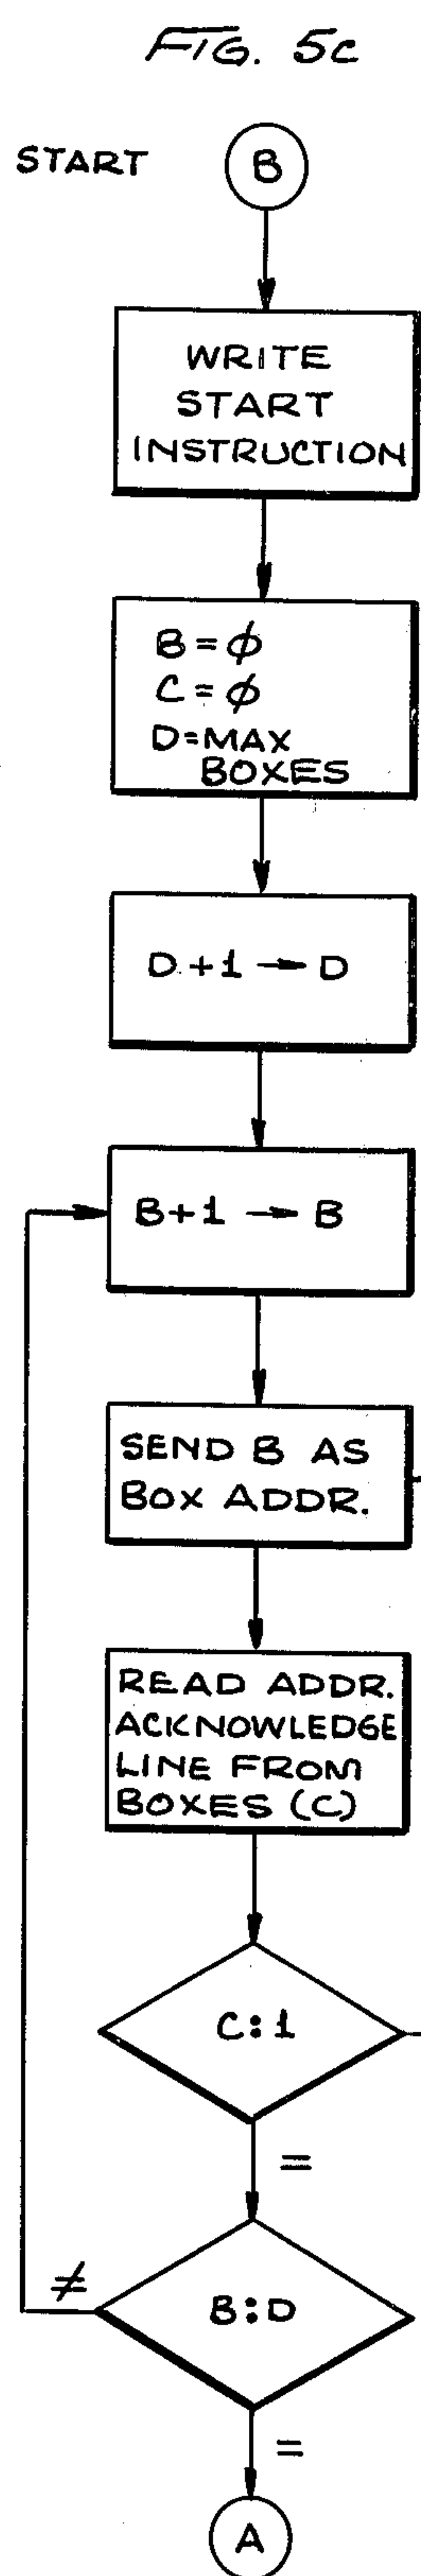 FIG. 5c
START
B
WRITE
START
INSTRUCTION
B=ϕ
C=ϕ
D=MAX
BOXES
D+1 → D
B+1 → B
SEND B AS
BOX ADDR.
READ ADDR.
ACKNOWLEDGE
LINE FROM
BOXES (C)
C:1
=
≠
B:D
=
A